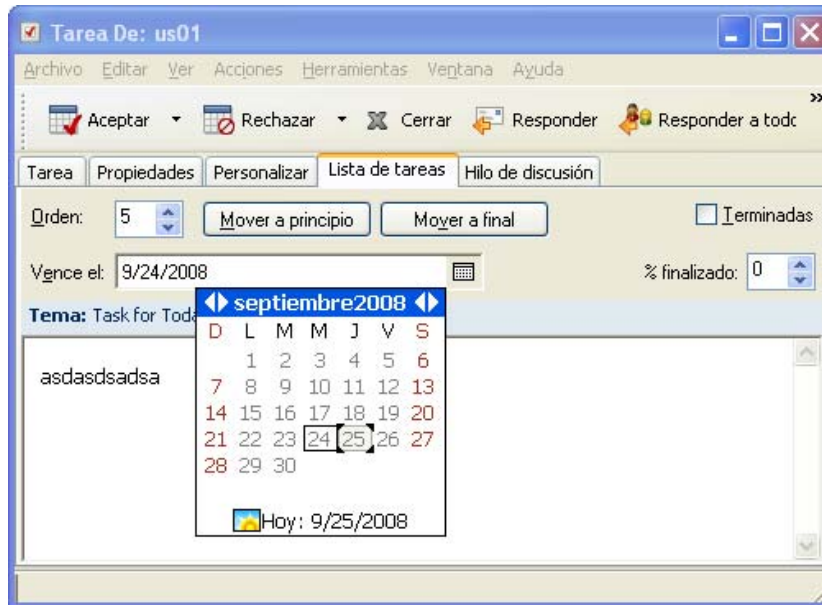 Tarea De: us01
Archivo Editar Ver Acciones Herramientas Ventana Ayuda
Aceptar Rechazar Cerrar Responder Responder a todc »
Tarea Propiedades Personalizar Lista de tareas Hilo de discusión
Orden: 5 Mover a principio Mover a final Terminadas
Vence el: 9/24/2008 % finalizado: 0
Tema: Task for Toda
septiembre2008
D L M M J V S
1 2 3 4 5 6
7 8 9 10 11 12 13
14 15 16 17 18 19 20
21 22 23 24 25 26 27
28 29 30
Hoy: 9/25/2008
asdasdsadsa